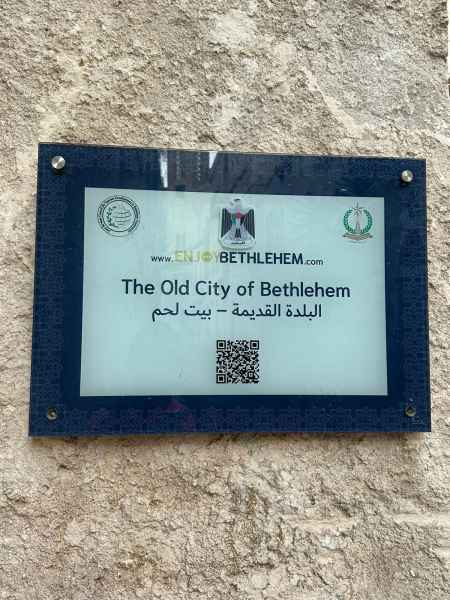 www.ENJOYBETHLEHEM.com
The Old City of Bethlehem
البلدة القديمة – بيت لحم